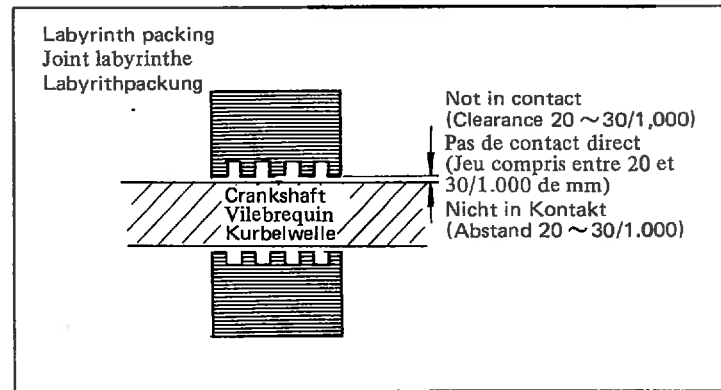 Labyrinth packing
Joint labyrinthe
Labyrithpackung
Not in contact
(Clearance 20 ~ 30/1,000)
Pas de contact direct
(Jeu compris entre 20 et
30/1.000 de mm)
Nicht in Kontakt
(Abstand 20 ~ 30/1.000)
Crankshaft
Vilebrequin
Kurbelwelle